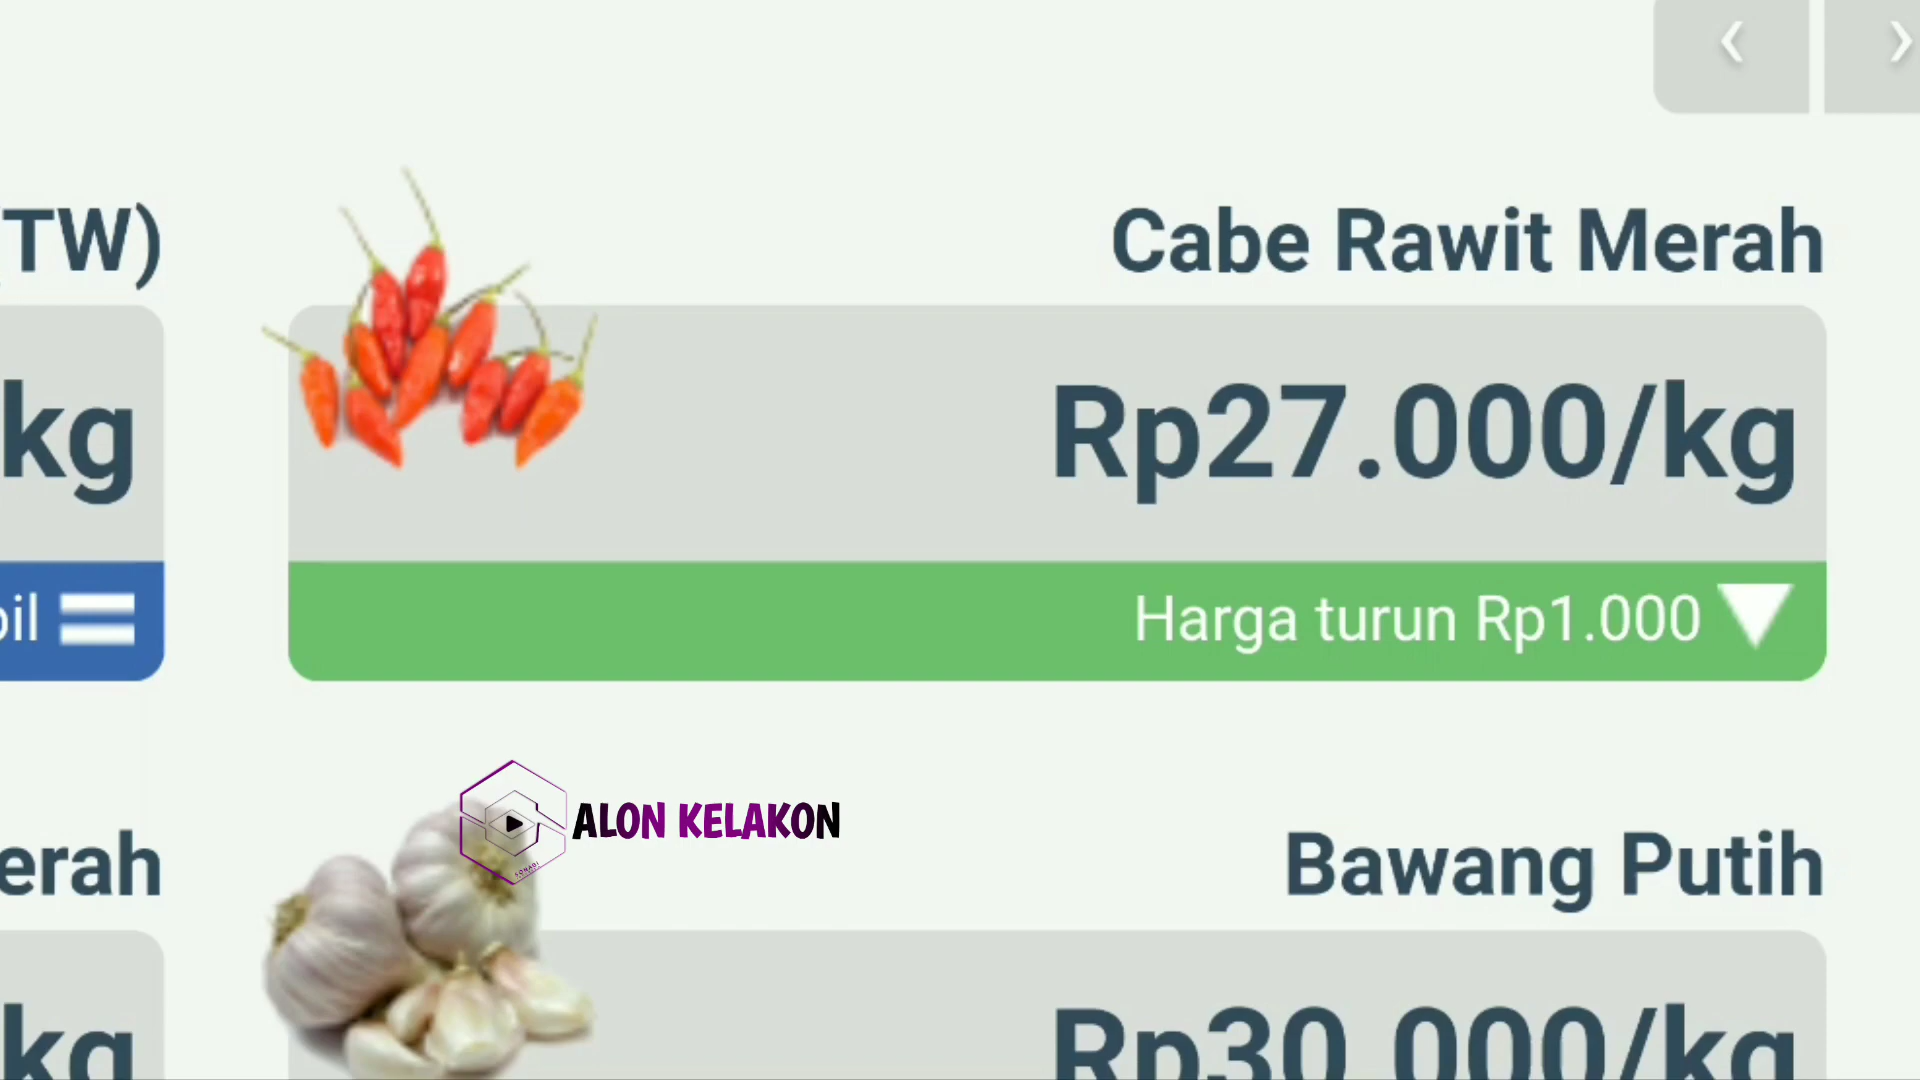 TW)
Cabe Rawit Merah
kg
Rp27.000/kg
bil
Harga turun Rp1.000
ALON KELAKON
erah
Bawang Putih
kg
Rp30.000/kg